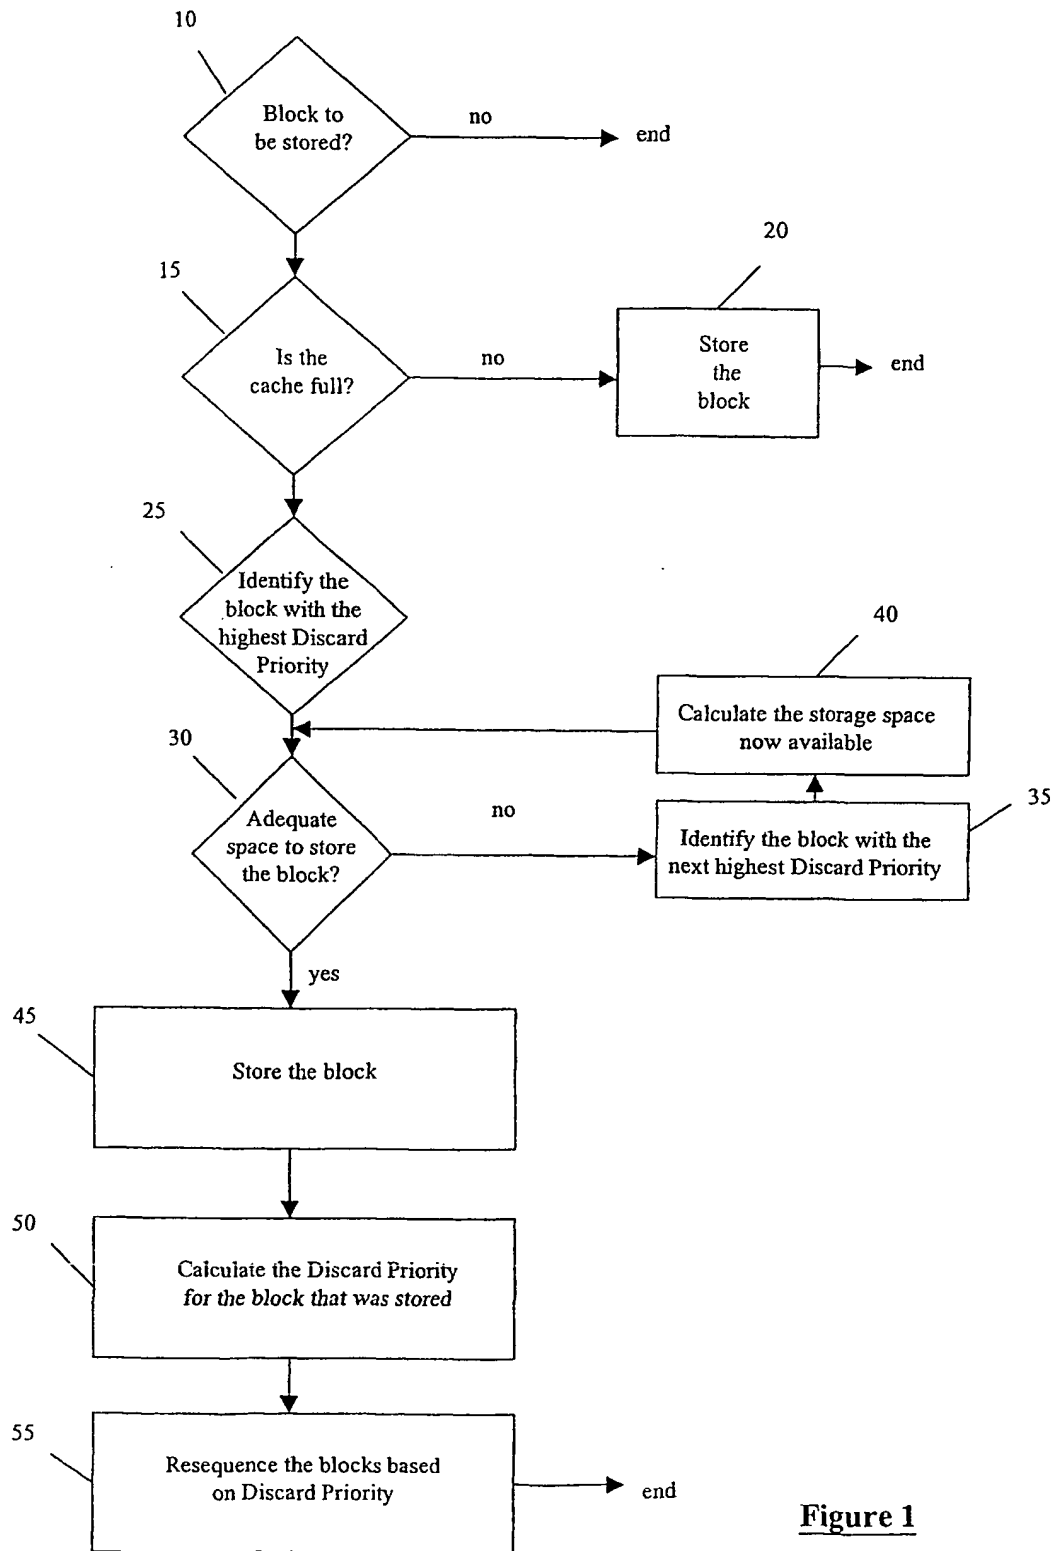 10
Block to
be stored?
no
end
20
15
Is the
cache full?
no
Store
the
block
end
25
Identify the
block with the
highest Discard
Priority
40
Calculate the storage space
now available
30
Adequate
space to store
the block?
no
35
Identify the block with the
next highest Discard Priority
yes
45
Store the block
50
Calculate the Discard Priority
for the block that was stored
55
Resequence the blocks based
on Discard Priority
end
Figure 1